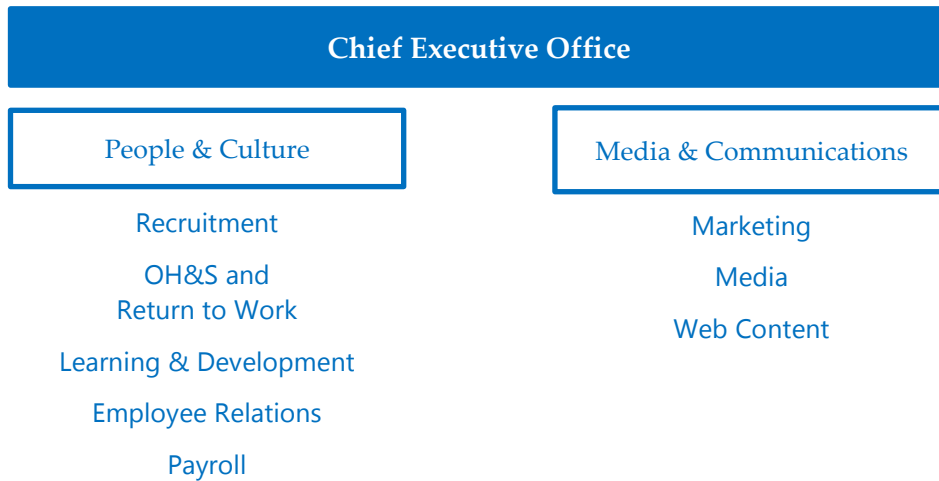 Chief Executive Office
People & Culture
Recruitment
OH&S and
Return to Work
Learning & Development
Employee Relations
Payroll
Media & Communications
Marketing
Media
Web Content